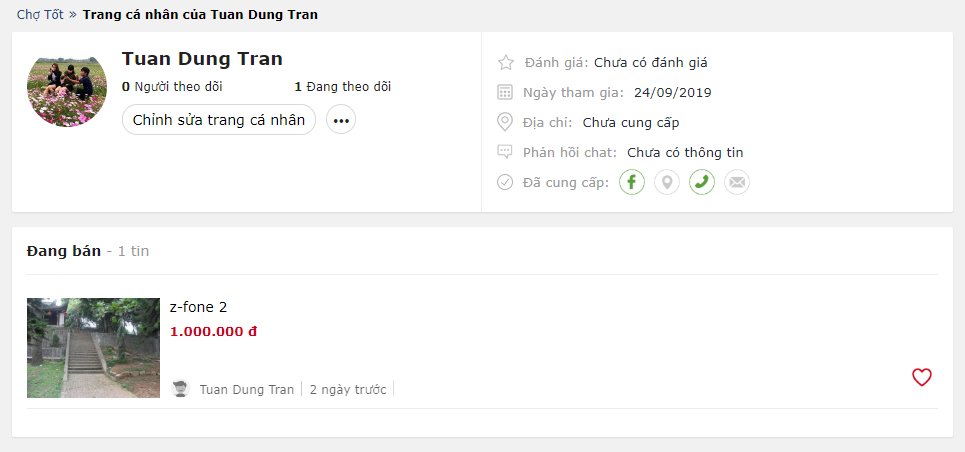 Chợ Tốt » Trang cá nhân của Tuan Dung Tran
Tuan Dung Tran
0 Người theo dõi 1 Đang theo dõi
Chỉnh sửa trang cá nhân
Đánh giá: Chưa có đánh giá
Ngày tham gia: 24/09/2019
Địa chỉ: Chưa cung cấp
Phản hồi chat: Chưa có thông tin
Đã cung cấp:
Đang bán - 1 tin
z-fone 2
1.000.000 đ
Tuan Dung Tran | 2 ngày trước |